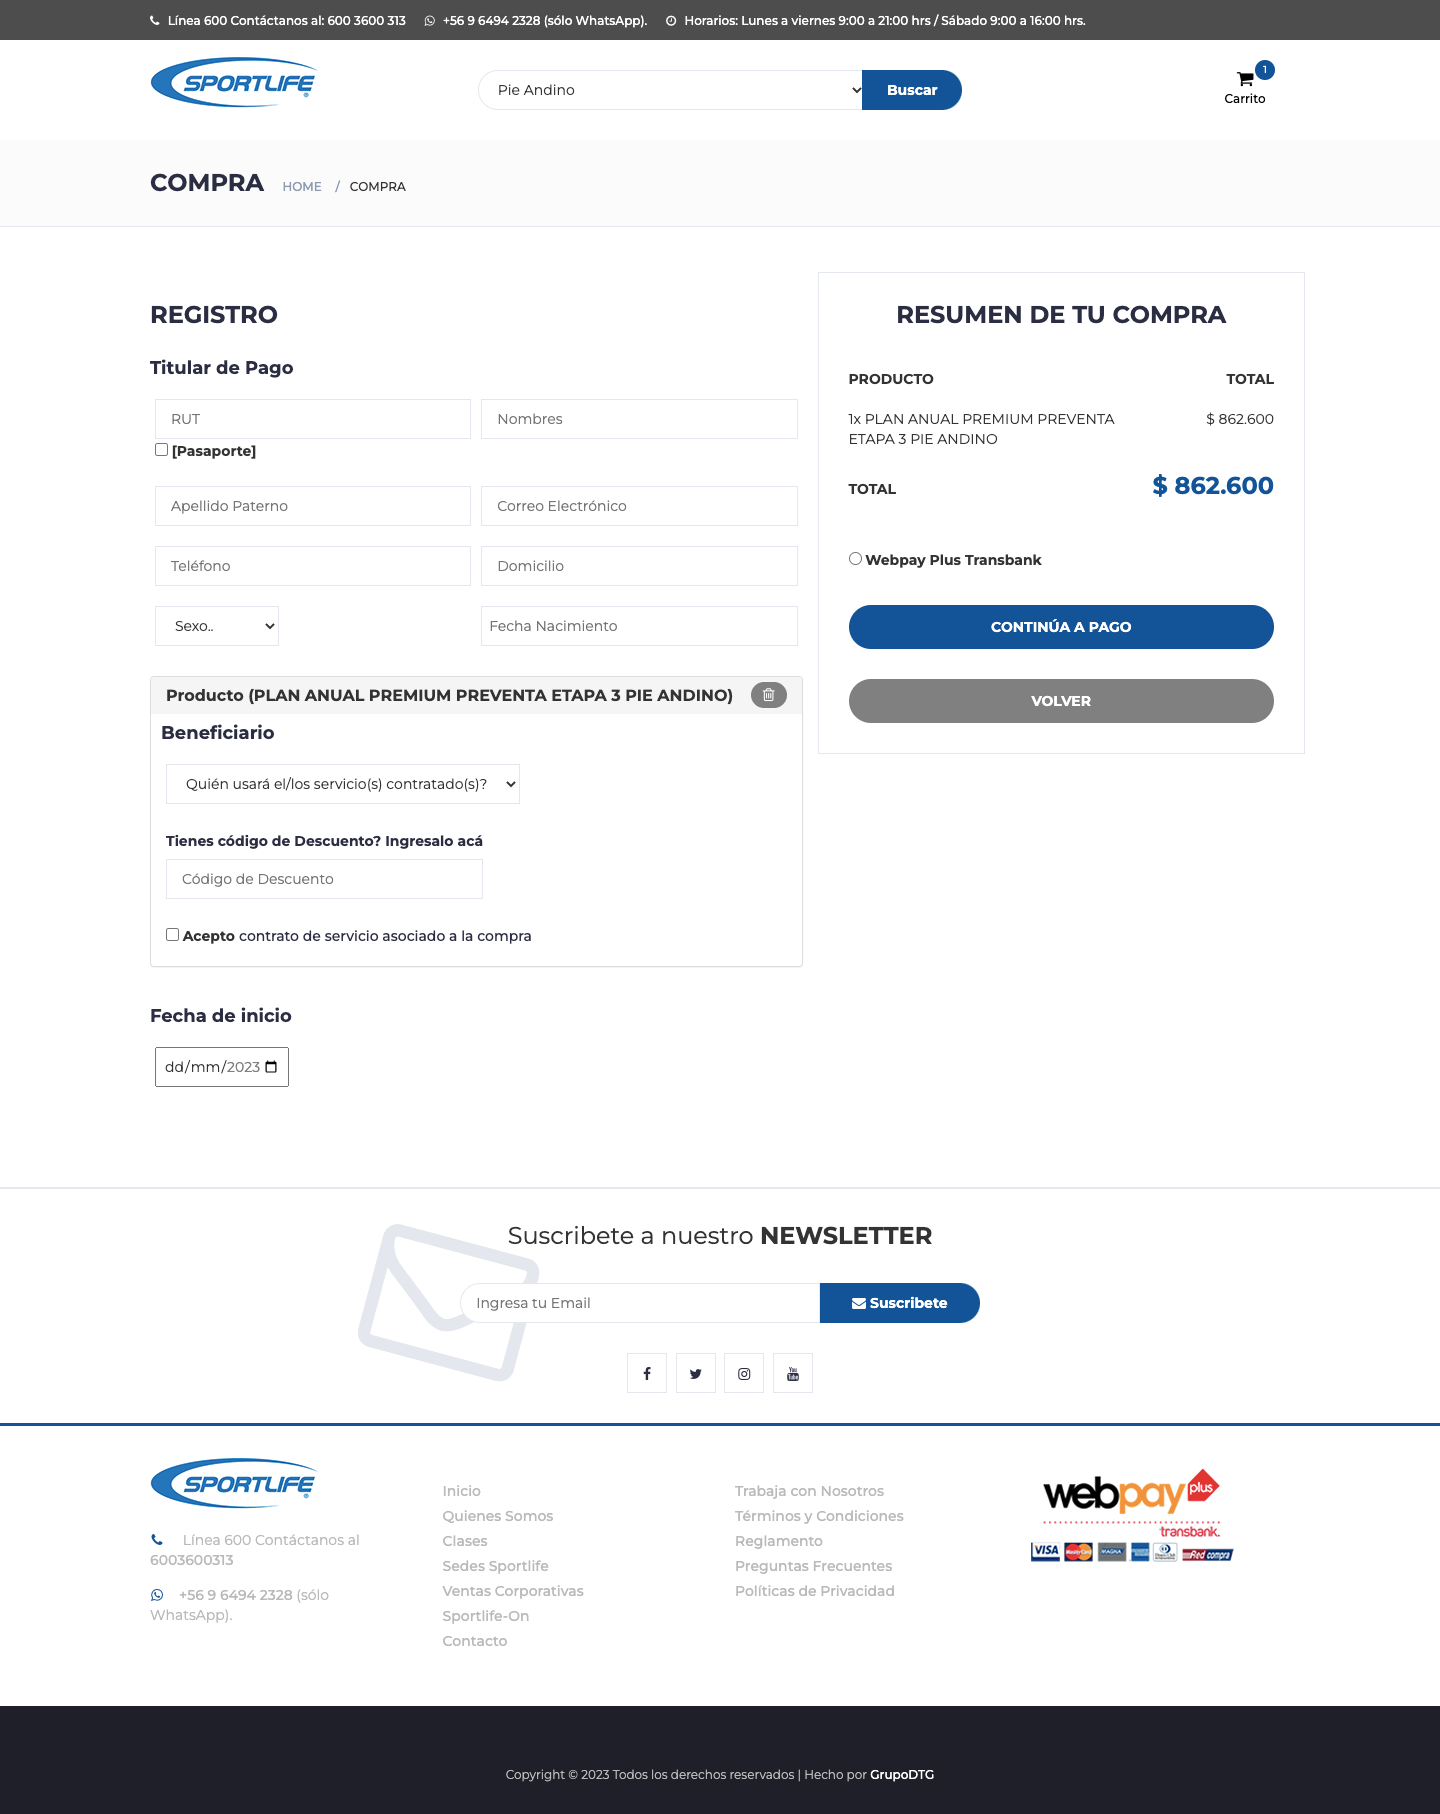 Línea 600 Contáctanos al: 600 3600 313 +56 9 6494 2328 (sólo WhatsApp). Horarios: Lunes a viernes 9:00 a 21:00 hrs / Sábado 9:00 a 16:00 hrs.
SPORTLIFE
Pie Andino
Buscar
1
Carrito
COMPRA HOME / COMPRA
REGISTRO
Titular de Pago
RUT
Nombres
[Pasaporte]
Apellido Paterno
Correo Electrónico
Teléfono
Domicilio
Sexo..
Fecha Nacimiento
Producto (PLAN ANUAL PREMIUM PREVENTA ETAPA 3 PIE ANDINO)
Beneficiario
Quién usará el/los servicio(s) contratado(s)?
Tienes código de Descuento? Ingresalo acá
Código de Descuento
Acepto contrato de servicio asociado a la compra
Fecha de inicio
dd/mm/2023
RESUMEN DE TU COMPRA
PRODUCTO TOTAL
1x PLAN ANUAL PREMIUM PREVENTA ETAPA 3 PIE ANDINO $ 862.600
TOTAL $ 862.600
Webpay Plus Transbank
CONTINÚA A PAGO
VOLVER
Suscribete a nuestro NEWSLETTER
Ingresa tu Email
Suscribete
You Tube
SPORTLIFE
Línea 600 Contáctanos al
6003600313
+56 9 6494 2328 (sólo
WhatsApp).
Inicio
Quienes Somos
Clases
Sedes Sportlife
Ventas Corporativas
Sportlife-On
Contacto
Trabaja con Nosotros
Términos y Condiciones
Reglamento
Preguntas Frecuentes
Políticas de Privacidad
webpay plus
transbank.
VISA MasterCard MAGNA Red compra
Copyright © 2023 Todos los derechos reservados | Hecho por GrupoDTG